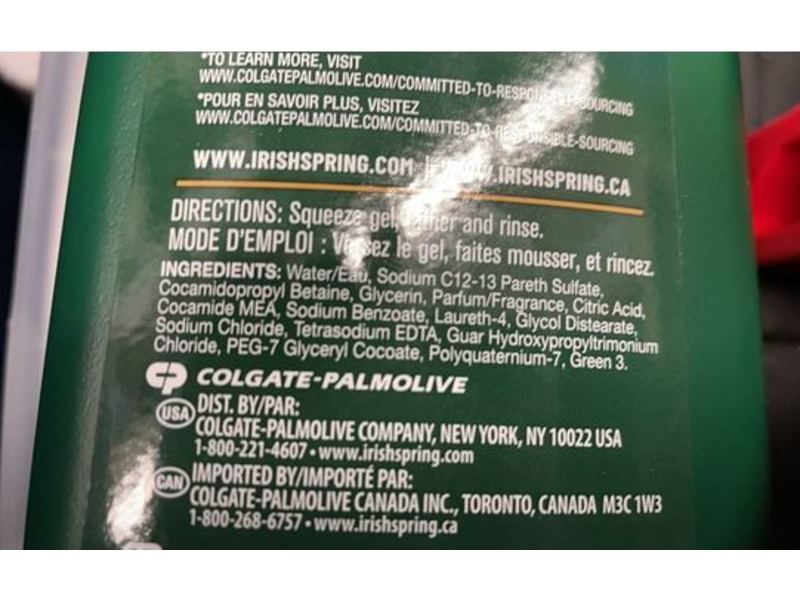 *TO LEARN MORE, VISIT
WWW.COLGATEPALMOLIVE.COM/COMMITTED-TO-RESPONSIBLE-SOURCING
*POUR EN SAVOIR PLUS, VISITEZ
WWW.COLGATEPALMOLIVE.COM/COMMITTED-TO-RESPONSIBLE-SOURCING
WWW.IRISHSPRING.COM | WWW.IRISHSPRING.CA
DIRECTIONS: Squeeze gel, lather and rinse.
MODE D'EMPLOI : Versez le gel, faites mousser, et rincez.
INGREDIENTS: Water/Eau, Sodium C12-13 Pareth Sulfate,
Cocamidopropyl Betaine, Glycerin, Parfum/Fragrance, Citric Acid,
Cocamide MEA, Sodium Benzoate, Laureth-4, Glycol Distearate,
Sodium Chloride, Tetrasodium EDTA, Guar Hydroxypropyltrimonium
Chloride, PEG-7 Glyceryl Cocoate, Polyquaternium-7, Green 3.
CP COLGATE-PALMOLIVE
USA DIST. BY/PAR:
COLGATE-PALMOLIVE COMPANY, NEW YORK, NY 10022 USA
1-800-221-4607 • www.irishspring.com
CAN IMPORTED BY/IMPORTÉ PAR:
COLGATE-PALMOLIVE CANADA INC., TORONTO, CANADA M3C 1W3
1-800-268-6757 • www.irishspring.ca